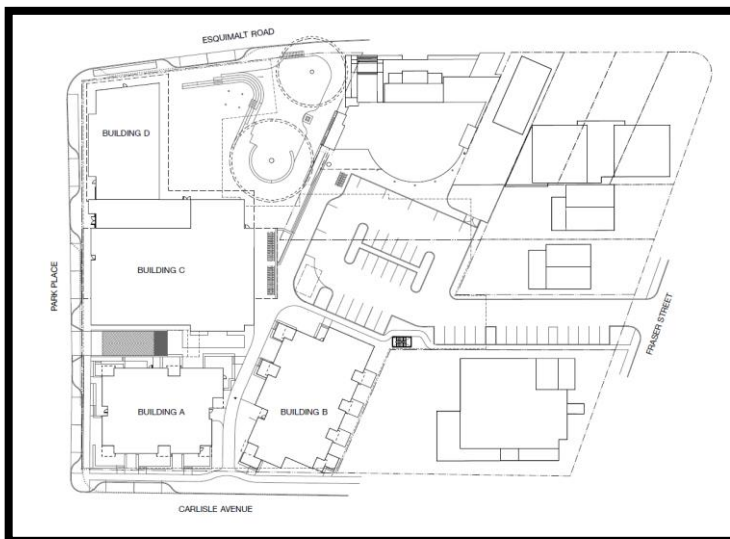 ESQUIMALT ROAD
BUILDING D
BUILDING C
PARK PLACE
FRASER STREET
BUILDING A
BUILDING B
CARLISLE AVENUE